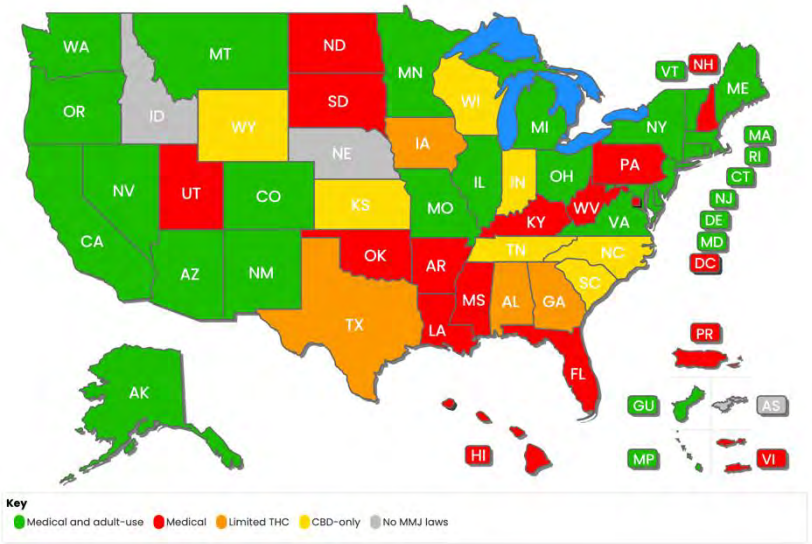 WA
MT
ND
MN
VT
NH
ME
OR
ID
SD
WI
MI
NY
MA
WY
RI
IA
NE
PA
CT
NV
UT
CO
IL
IN
OH
NJ
KS
MO
WV
VA
DE
CA
KY
MD
DC
TN
NC
OK
AR
AZ
NM
SC
MS
AL
GA
TX
LA
PR
FL
AK
GU
AS
HI
MP
VI
Key
Medical and adult-use
Medical
Limited THC
CBD-only
No MMJ laws